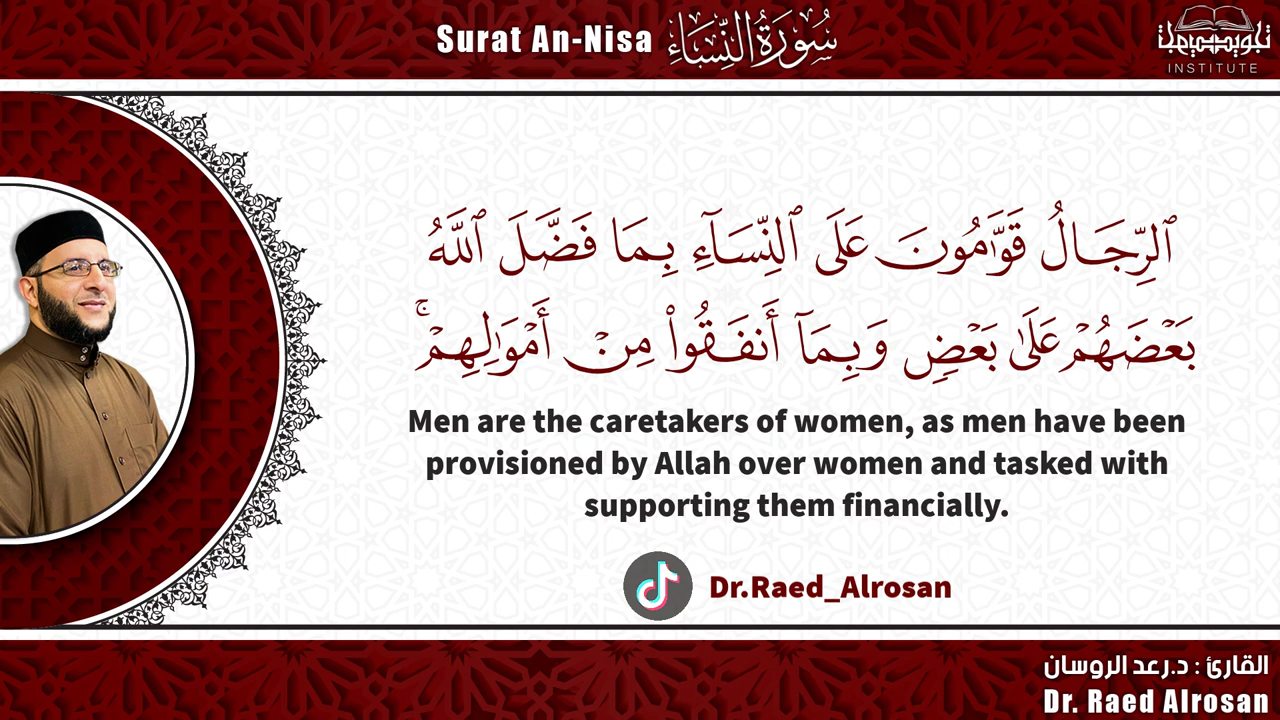 Surat An-Nisa سُورَةُ النِّسَاءِ
INSTITUTE
ٱلرِّجَالُ قَوَّٰمُونَ عَلَى ٱلنِّسَآءِ بِمَا فَضَّلَ ٱللَّهُ
بَعْضَهُمْ عَلَىٰ بَعْضٍ وَبِمَآ أَنفَقُوا۟ مِنْ أَمْوَٰلِهِمْ ۚ
Men are the caretakers of women, as men have been
provisioned by Allah over women and tasked with
supporting them financially.
Dr.Raed_Alrosan
القارئ : د.رعد الروسان
Dr. Raed Alrosan